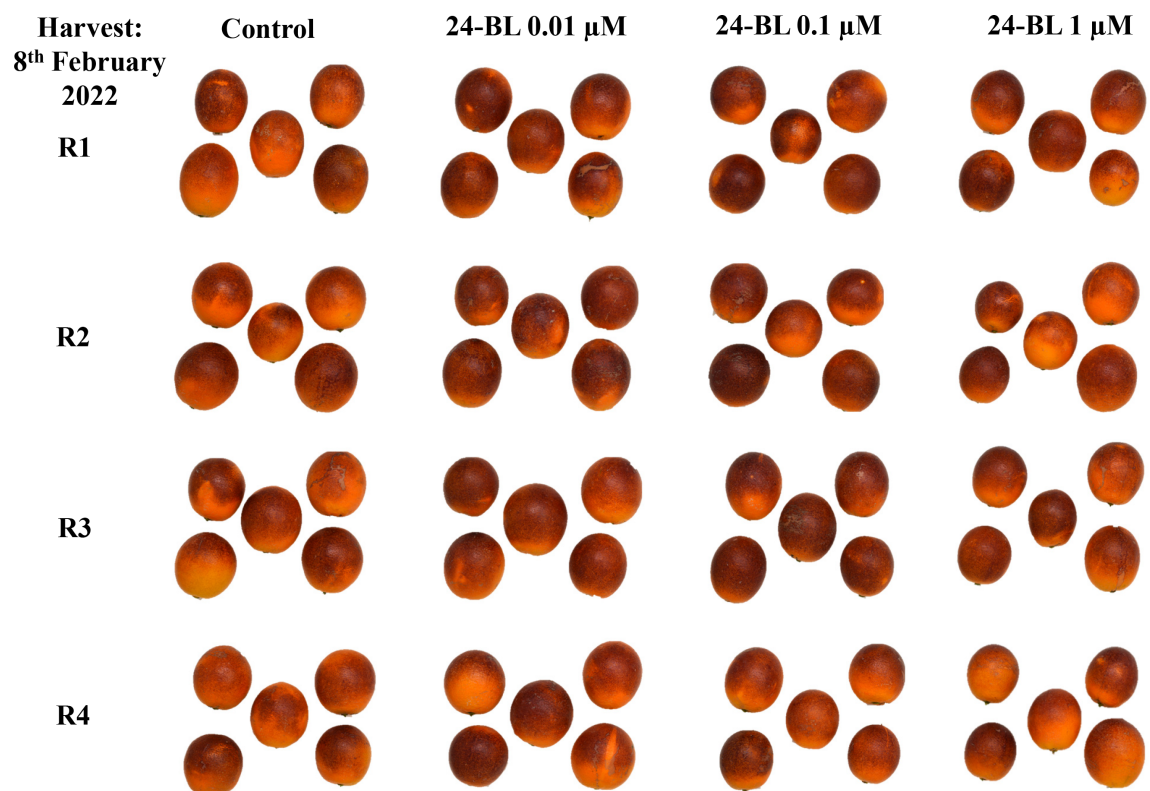 Harvest:
8th February
2022
Control
24-BL 0.01 µM
24-BL 0.1 µM
24-BL 1 µM
R1
R2
R3
R4